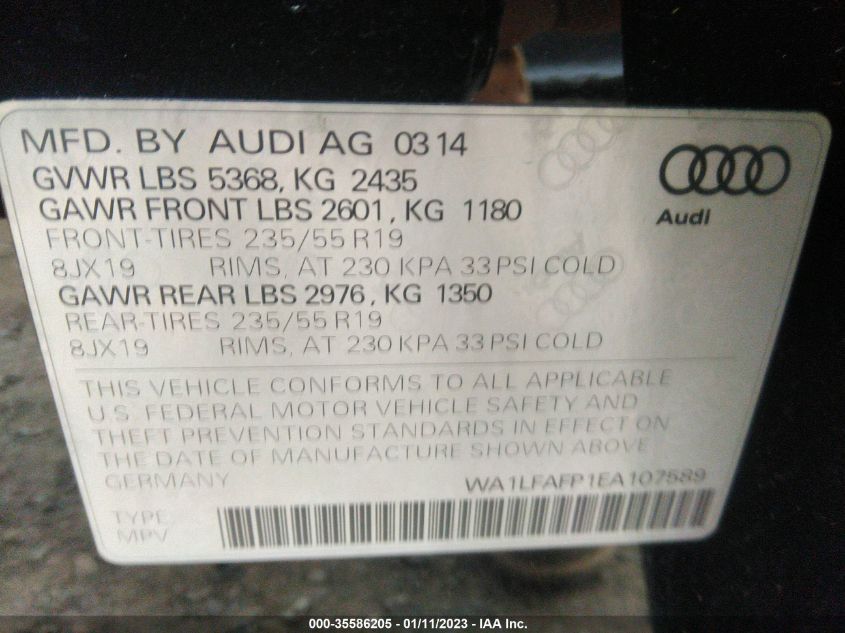 MFD. BY AUDI AG 03 14
GVWR LBS 5368, KG 2435
GAWR FRONT LBS 2601, KG 1180
FRONT-TIRES 235/55 R19
8JX19 RIMS, AT 230 KPA 33 PSI COLD
GAWR REAR LBS 2976, KG 1350
REAR-TIRES 235/55 R19
8JX19 RIMS, AT 230 KPA 33 PSI COLD
Audi
THIS VEHICLE CONFORMS TO ALL APPLICABLE
U.S. FEDERAL MOTOR VEHICLE SAFETY AND
THEFT PREVENTION STANDARDS IN EFFECT ON
THE DATE OF MANUFACTURE SHOWN ABOVE
GERMANY WA1LFAFP1EA107589
TYPE
MPV
000-35586205 - 01/11/2023 - IAA Inc.